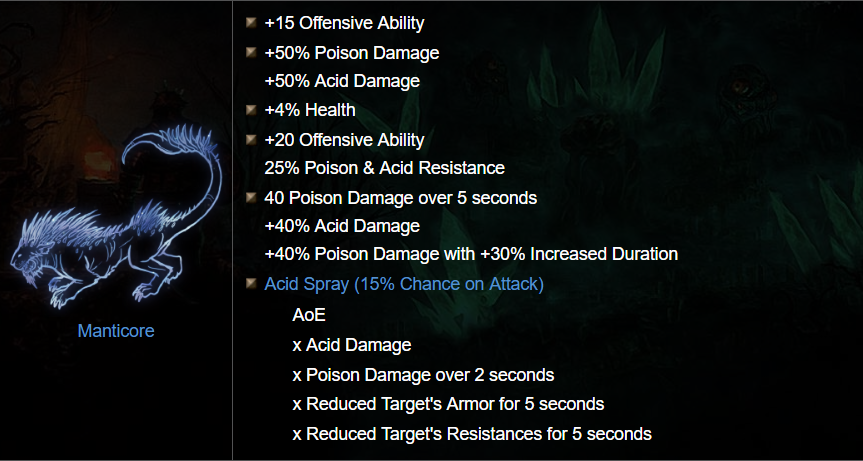 +15 Offensive Ability
+50% Poison Damage
+50% Acid Damage
+4% Health
+20 Offensive Ability
25% Poison & Acid Resistance
40 Poison Damage over 5 seconds
+40% Acid Damage
+40% Poison Damage with +30% Increased Duration
Acid Spray (15% Chance on Attack)
AoE
x Acid Damage
x Poison Damage over 2 seconds
x Reduced Target's Armor for 5 seconds
x Reduced Target's Resistances for 5 seconds
Manticore